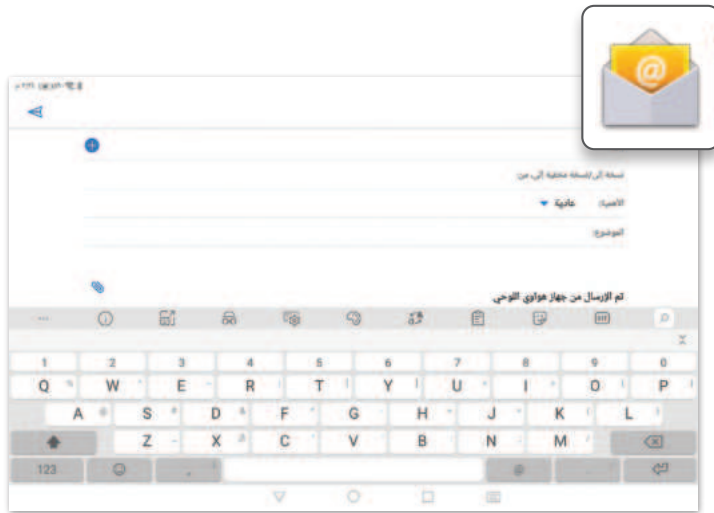 نسخة إلى/نسخة مخفية إلى، من:
الأهمية: عادية
الموضوع:
تم الإرسال من جهاز هواوي اللوحي
GIF
1 2 3 4 5 6 7 8 9 0
Q W E R T Y U I O P
A S D F G H J K L
Z X C V B N M
123 , @ .